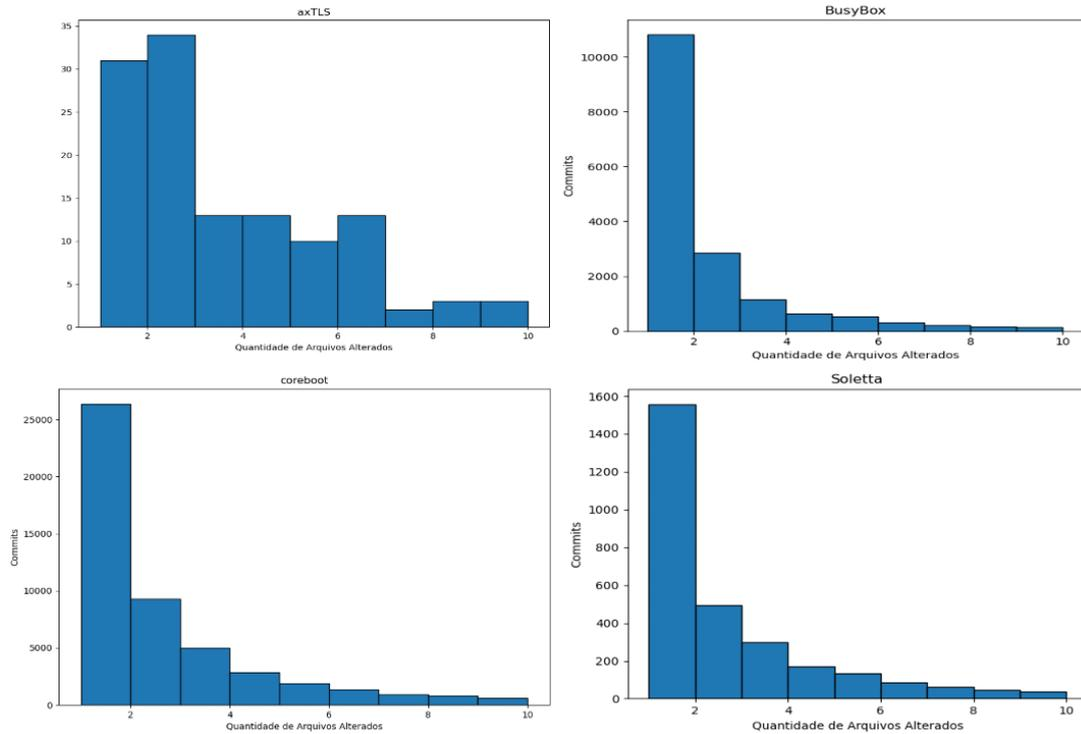 axTLS
35
30
25
20
15
10
5
0
2 4 6 8 10
Quantidade de Arquivos Alterados
BusyBox
Commits
10000
8000
6000
4000
2000
0
2 4 6 8 10
Quantidade de Arquivos Alterados
coreboot
Commits
25000
20000
15000
10000
5000
0
2 4 6 8 10
Quantidade de Arquivos Alterados
Soletta
Commits
1600
1400
1200
1000
800
600
400
200
0
2 4 6 8 10
Quantidade de Arquivos Alterados